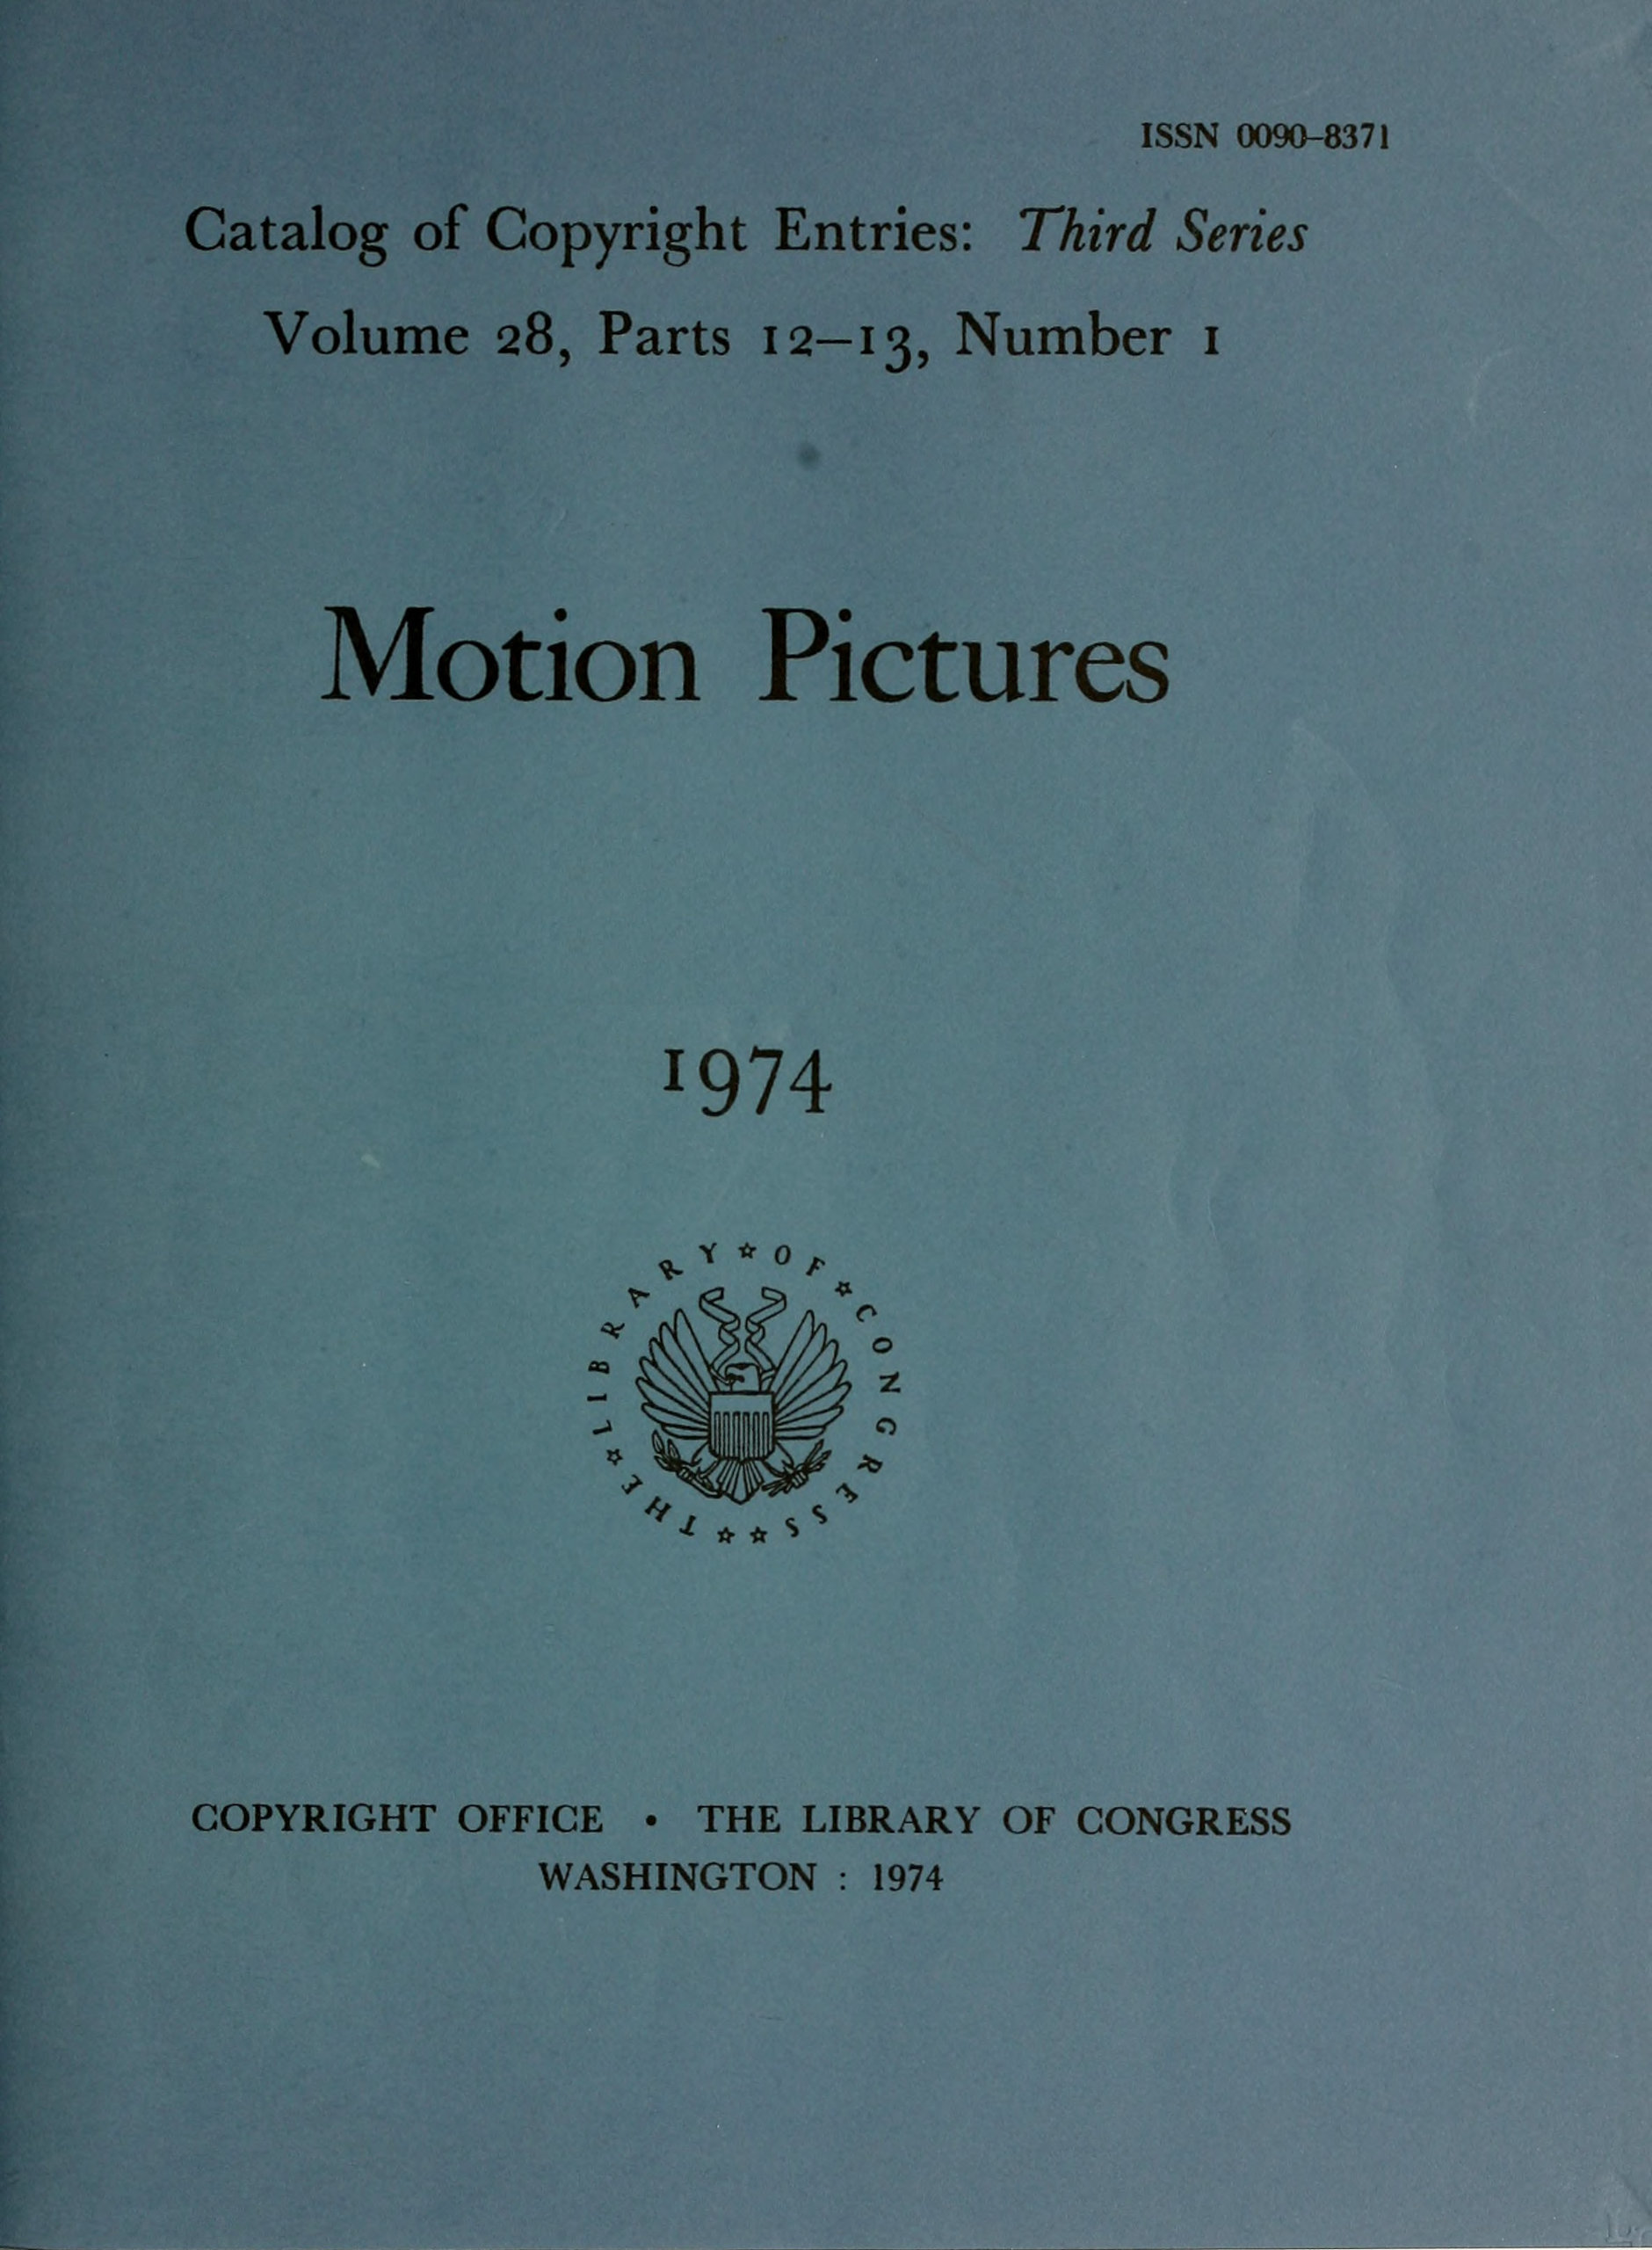 ISSN 0090–8371
Catalog of Copyright Entries: Third Series
Volume 28, Parts 12–13, Number 1
Motion Pictures
1974
THE ☆ LIBRARY ☆ OF ☆ CONGRESS ☆ ☆
COPYRIGHT OFFICE • THE LIBRARY OF CONGRESS
WASHINGTON : 1974